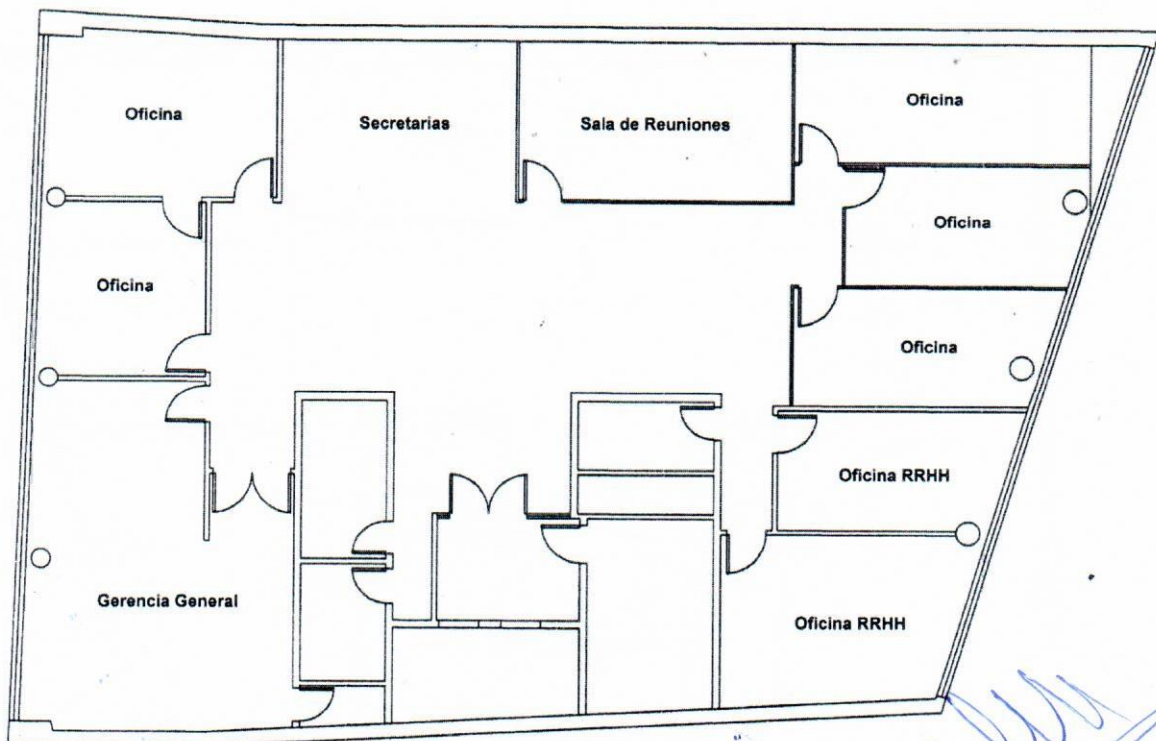 Oficina
Secretarias
Sala de Reuniones
Oficina
Oficina
Oficina
Oficina
Oficina RRHH
Gerencia General
Oficina RRHH